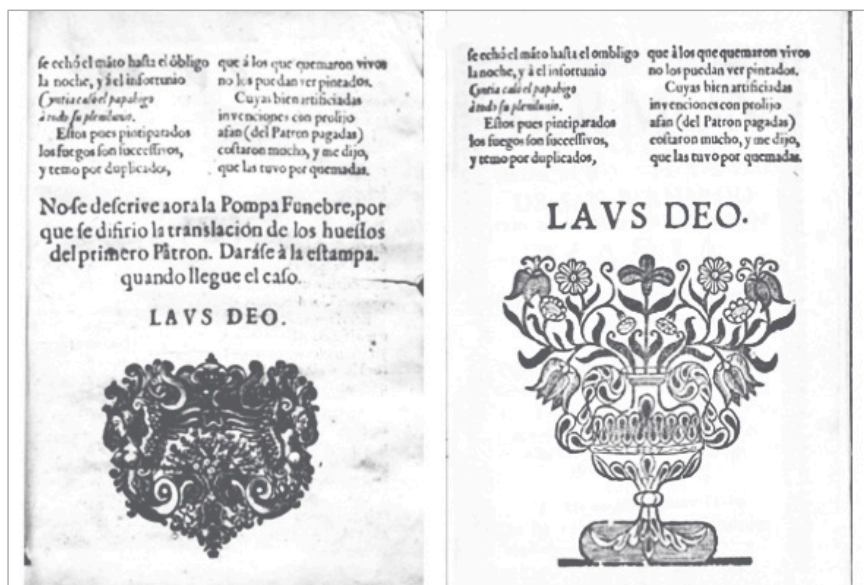 se echó el mãto hasta el óbligo
la noche, y á el infortunio
Cyntia caló el papahigo
à todo su plenilunio.
Estos pues pintiparados
los fuegos son successivos,
y temo por duplicados,
que á los que quemaron vivos
no los puedan ver pintados.
Cuyas bien artificiadas
invenciones con prolijo
afan (del Patron pagadas)
costaron mucho, y me dijo,
que las tuvo por quemadas.
No se descrive aora la Pompa Funebre, por
que se difirio la translación de los huessos
del primero Pàtron. Daráse à la estampa.
quando llegue el caso.
LAVS DEO.
se echó el mãto hasta el ombligo
la noche, y à el infortunio
Cyntia caló el papahigo
à todo su plenilunio.
Estos pues pintiparados
los fuegos son successivos,
y temo por duplicados,
que à los qne quemaron vivos
no los puedan ver pintados.
Cuyas bien artificiadas
invenciones con prolijo
afan (del Patron pagadas)
costaron mucho, y me dijo,
que las tuvo por quemadas.
LAVS DEO.